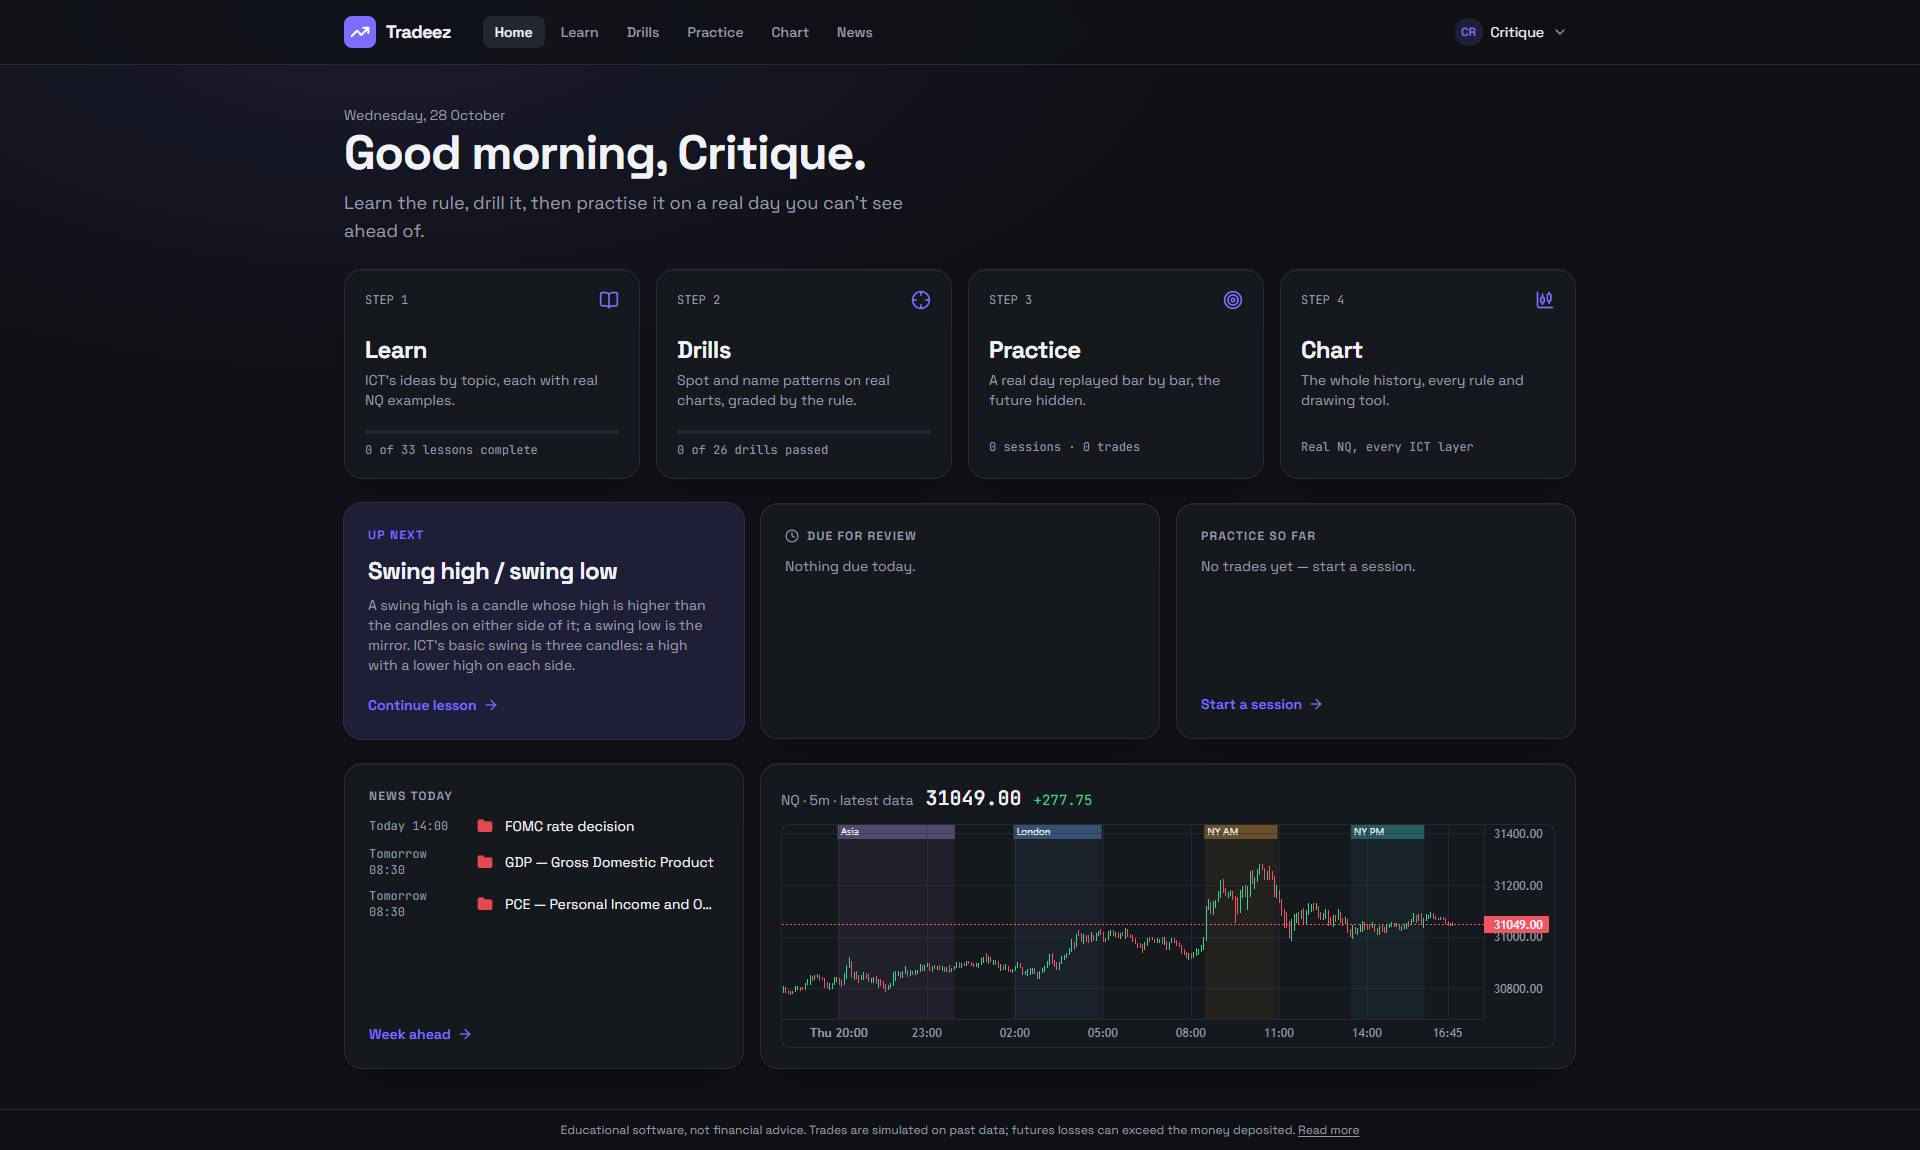 Tradeez
Home Learn Drills Practice Chart News
CR Critique
Wednesday, 28 October
Good morning, Critique.
Learn the rule, drill it, then practise it on a real day you can't see
ahead of.
STEP 1
Learn
ICT's ideas by topic, each with real
NQ examples.
0 of 33 lessons complete
STEP 2
Drills
Spot and name patterns on real
charts, graded by the rule.
0 of 26 drills passed
STEP 3
Practice
A real day replayed bar by bar, the
future hidden.
0 sessions · 0 trades
STEP 4
Chart
The whole history, every rule and
drawing tool.
Real NQ, every ICT layer
UP NEXT
Swing high / swing low
A swing high is a candle whose high is higher than
the candles on either side of it; a swing low is the
mirror. ICT's basic swing is three candles: a high
with a lower high on each side.
Continue lesson →
DUE FOR REVIEW
Nothing due today.
PRACTICE SO FAR
No trades yet — start a session.
Start a session →
NEWS TODAY
Today 14:00 FOMC rate decision
Tomorrow
08:30
GDP — Gross Domestic Product
Tomorrow
08:30
PCE — Personal Income and O...
Week ahead →
NQ · 5m · latest data 31049.00 +277.75
Asia London NY AM NY PM
31400.00
31200.00
31049.00
31000.00
30800.00
Thu 20:00 23:00 02:00 05:00 08:00 11:00 14:00 16:45
Educational software, not financial advice. Trades are simulated on past data; futures losses can exceed the money deposited. Read more